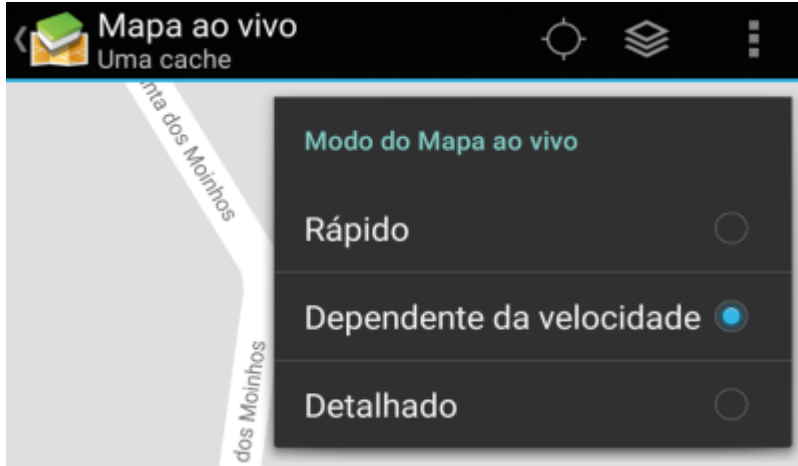 Mapa ao vivo
Uma cache
nta dos Moinhos
Modo do Mapa ao vivo
Rápido
Dependente da velocidade
dos Moinhos
Detalhado